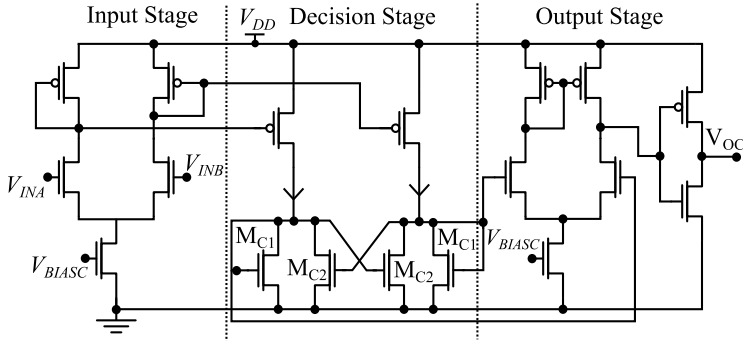 Input Stage
Decision Stage
Output Stage
V_DD
V_INA
V_INB
V_BIASC
M_C1
M_C2
M_C2
M_C1
V_BIASC
V_OC